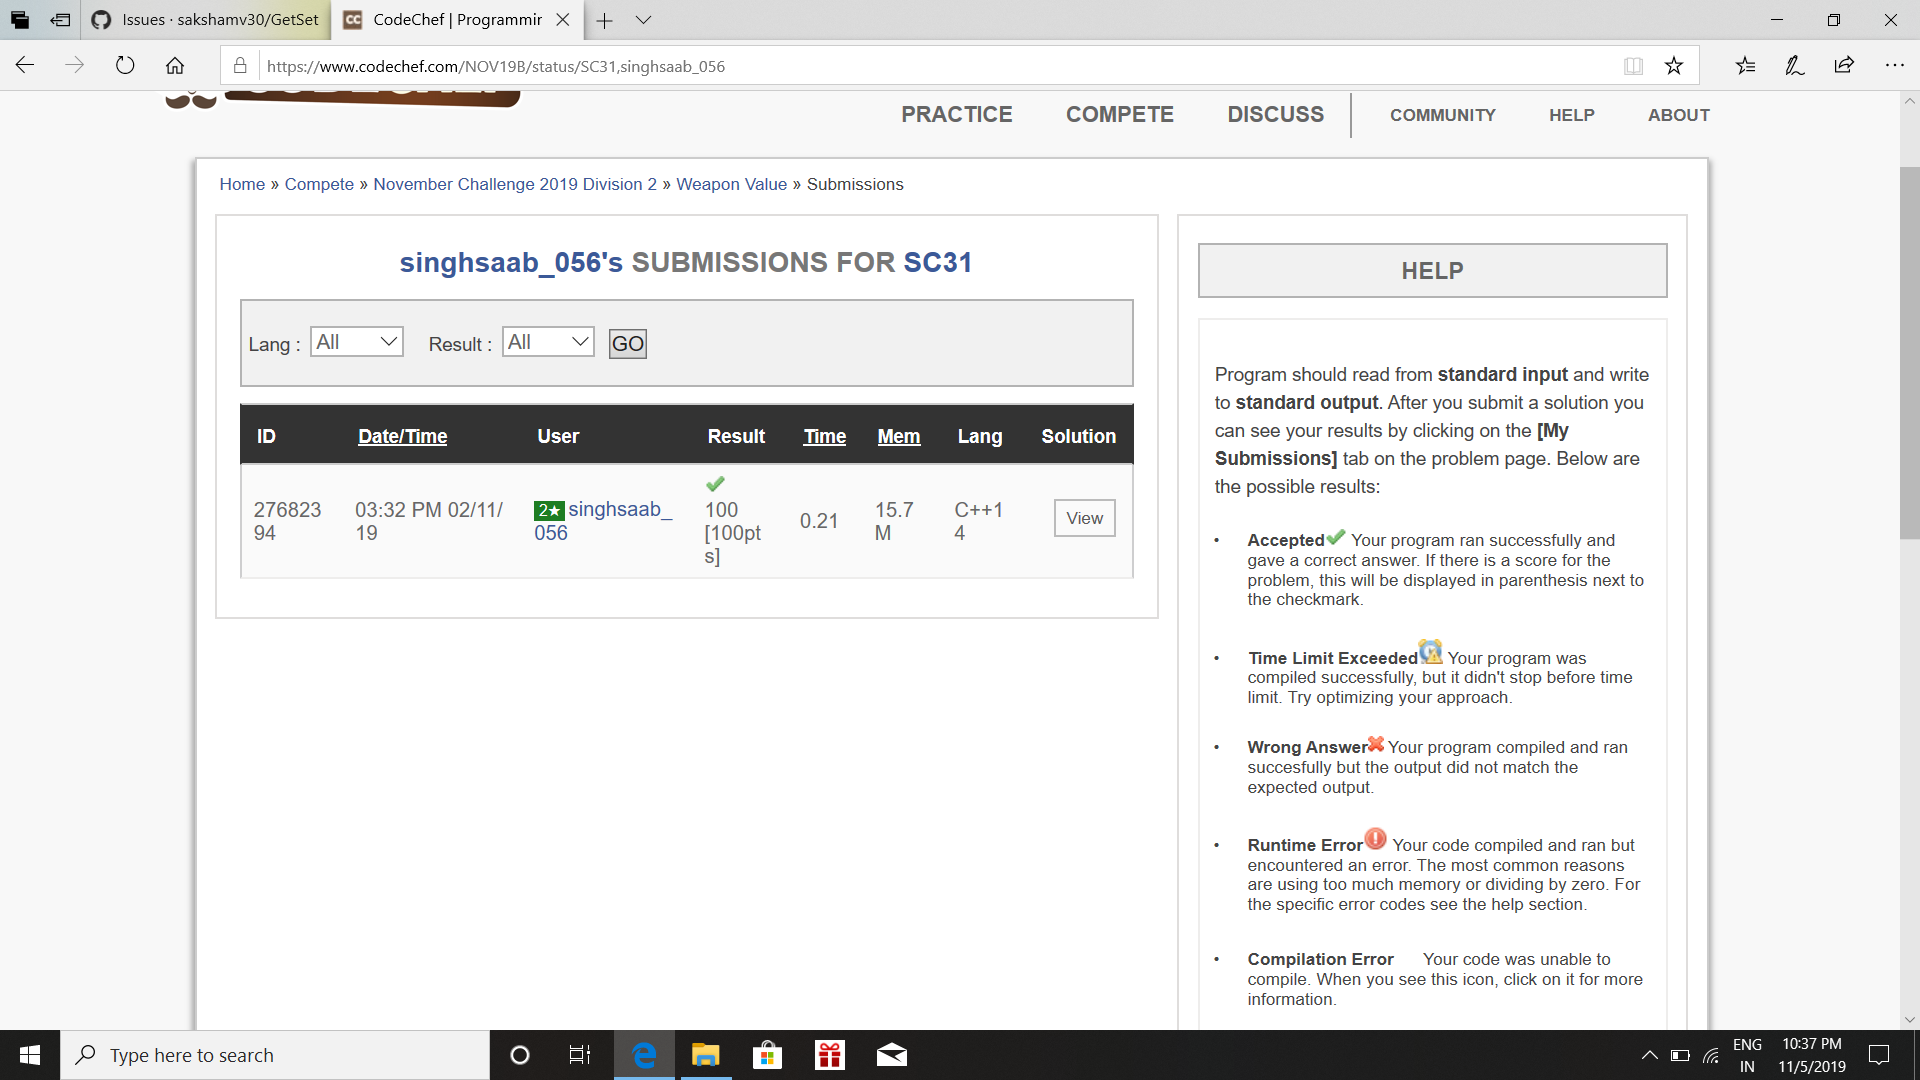 Issues · sakshamv30/GetSet
CodeChef | Programmin
https://www.codechef.com/NOV19B/status/SC31,singhsaab_056
PRACTICE COMPETE DISCUSS COMMUNITY HELP ABOUT
Home » Compete » November Challenge 2019 Division 2 » Weapon Value » Submissions
singhsaab_056's SUBMISSIONS FOR SC31
Lang : All Result : All GO
ID Date/Time User Result Time Mem Lang Solution
276823
94
03:32 PM 02/11/
19
2★ singhsaab_
056
100
[100pt
s]
0.21
15.7
M
C++1
4
View
HELP
Program should read from standard input and write
to standard output. After you submit a solution you
can see your results by clicking on the [My
Submissions] tab on the problem page. Below are
the possible results:
• Accepted Your program ran successfully and
gave a correct answer. If there is a score for the
problem, this will be displayed in parenthesis next to
the checkmark.
• Time Limit Exceeded Your program was
compiled successfully, but it didn't stop before time
limit. Try optimizing your approach.
• Wrong Answer Your program compiled and ran
succesfully but the output did not match the
expected output.
• Runtime Error Your code compiled and ran but
encountered an error. The most common reasons
are using too much memory or dividing by zero. For
the specific error codes see the help section.
• Compilation Error Your code was unable to
compile. When you see this icon, click on it for more
information.
Type here to search
ENG
IN
10:37 PM
11/5/2019